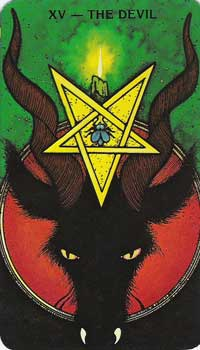 XV — THE DEVIL